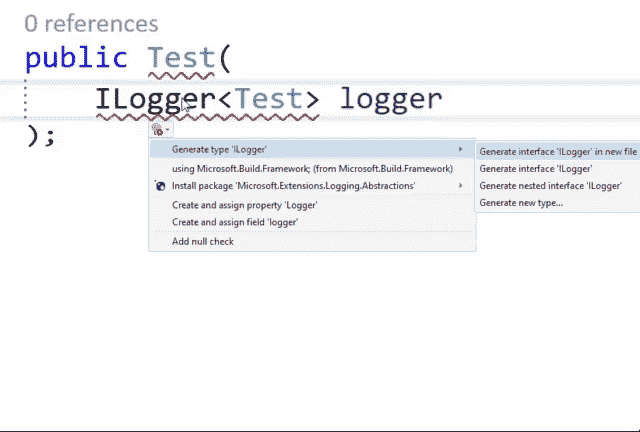 0 references
public Test(
ILogger<Test> logger
);
Generate type 'ILogger'
using Microsoft.Build.Framework; (from Microsoft.Build.Framework)
Install package 'Microsoft.Extensions.Logging.Abstractions'
Create and assign property 'Logger'
Create and assign field 'logger'
Add null check
Generate interface 'ILogger' in new file
Generate interface 'ILogger'
Generate nested interface 'ILogger'
Generate new type...